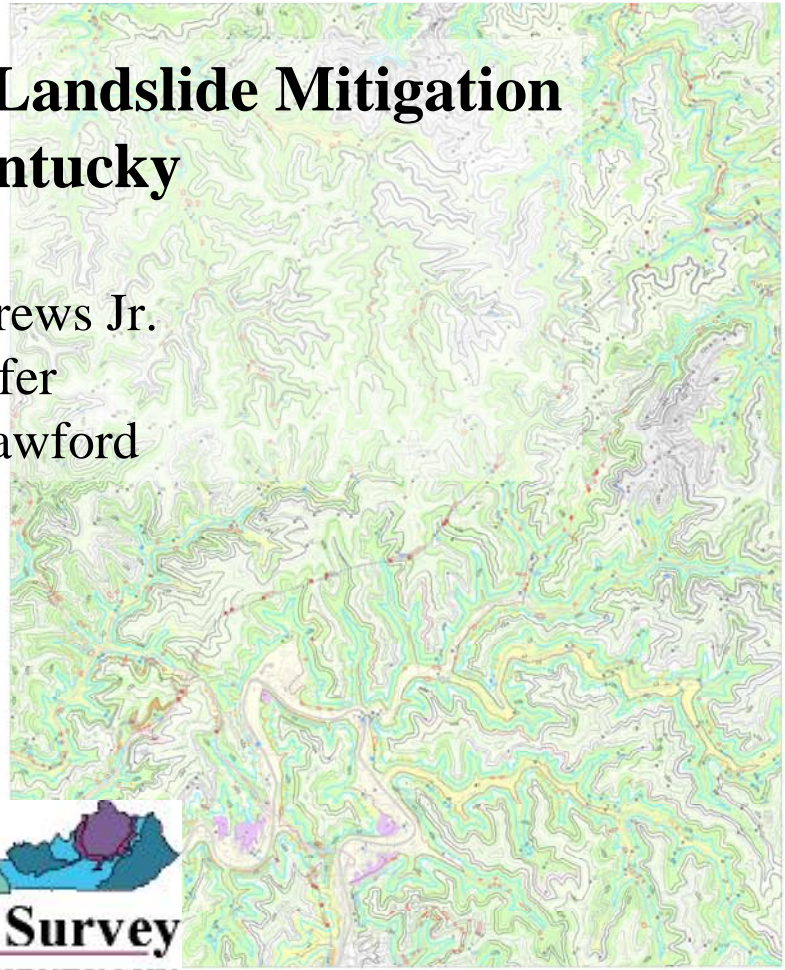 Landslide Mitigation
ntucky
rews Jr.
fer
awford
Survey